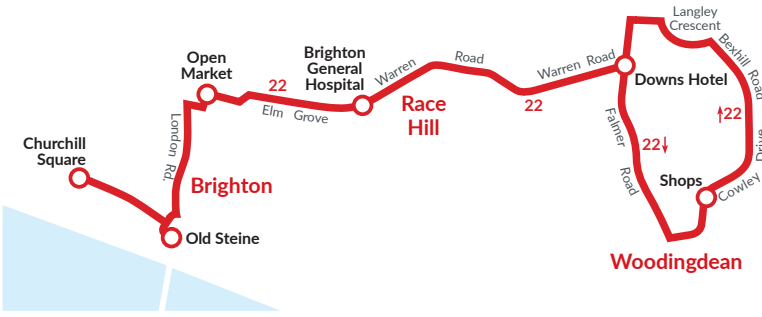 Langley
Crescent
Bexhill Road
Open
Market
Brighton
General
Hospital
Warren
Road
Warren Road
Downs Hotel
22
Elm Grove
Race
Hill
22
Falmer
Road
22
22
Churchill
Square
London Rd.
Brighton
Shops
Cowley
Drive
Old Steine
Woodingdean